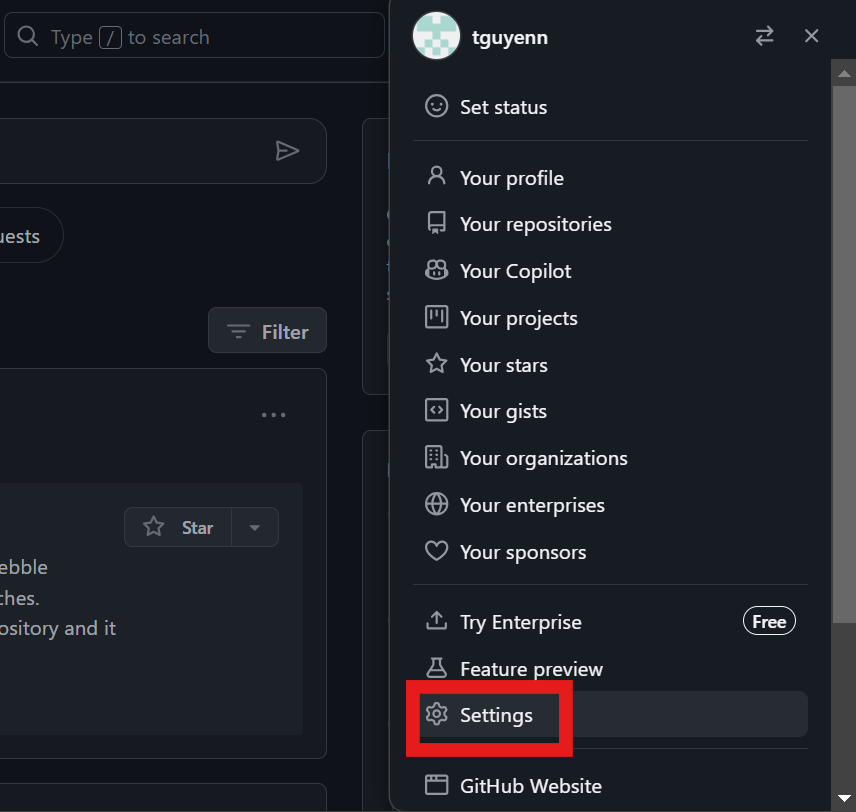 Type / to search
uests
Filter
Star
ebble
ches.
ository and it
tguyenn
Set status
Your profile
Your repositories
Your Copilot
Your projects
Your stars
Your gists
Your organizations
Your enterprises
Your sponsors
Try Enterprise
Free
Feature preview
Settings
GitHub Website